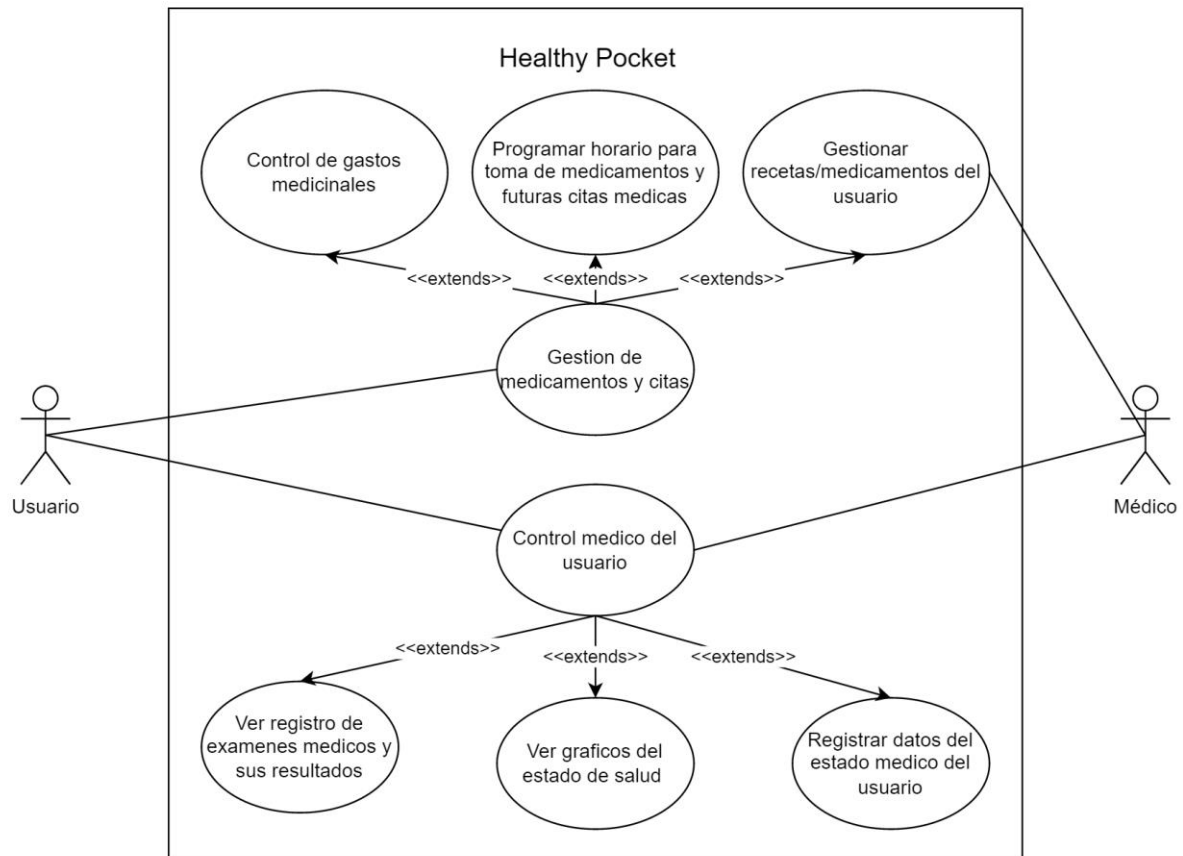 Healthy Pocket
Control de gastos
medicinales
Programar horario para
toma de medicamentos y
futuras citas medicas
Gestionar
recetas/medicamentos del
usuario
<<extends>>
<<extends>>
<<extends>>
Gestion de
medicamentos y citas
Usuario
Médico
Control medico del
usuario
<<extends>>
<<extends>>
<<extends>>
Ver registro de
examenes medicos y
sus resultados
Ver graficos del
estado de salud
Registrar datos del
estado medico del
usuario